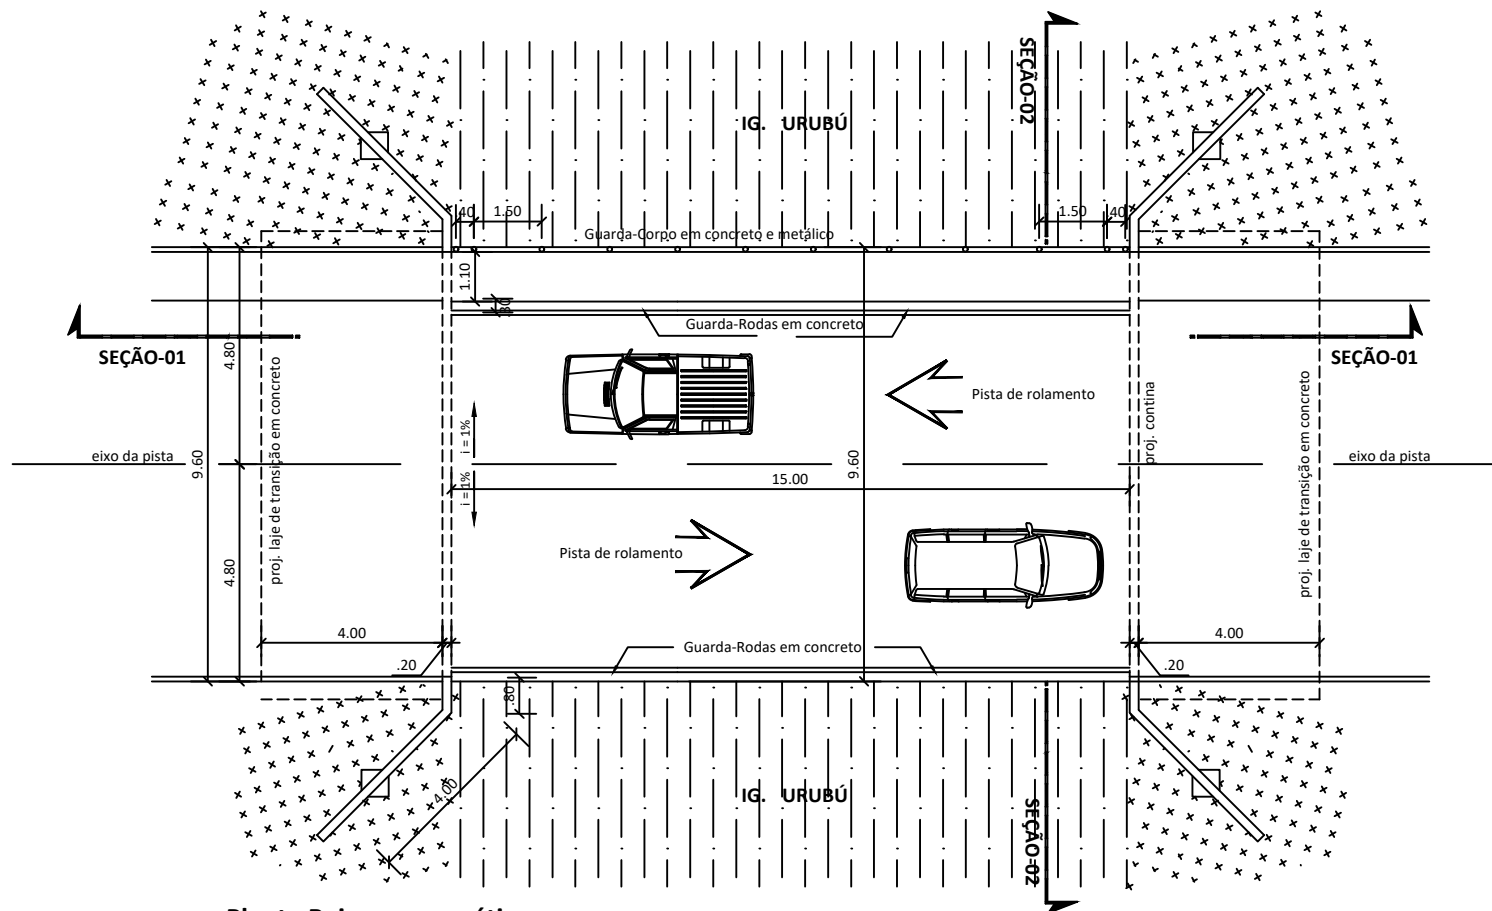 SEÇÃO-02
IG. URUBÚ
.40
1.50
1.50
.40
Guarda-Corpo em concreto e metálico
1.10
.30
Guarda-Rodas em concreto
SEÇÃO-01
SEÇÃO-01
4.80
proj. laje de transição em concreto
Pista de rolamento
proj. contina
proj. laje de transição em concreto
i = 1%
eixo da pista
9.60
9.60
eixo da pista
i = 1%
15.00
Pista de rolamento
4.80
4.00
4.00
Guarda-Rodas em concreto
.20
.20
.80
4.00
IG. URUBÚ
SEÇÃO-02